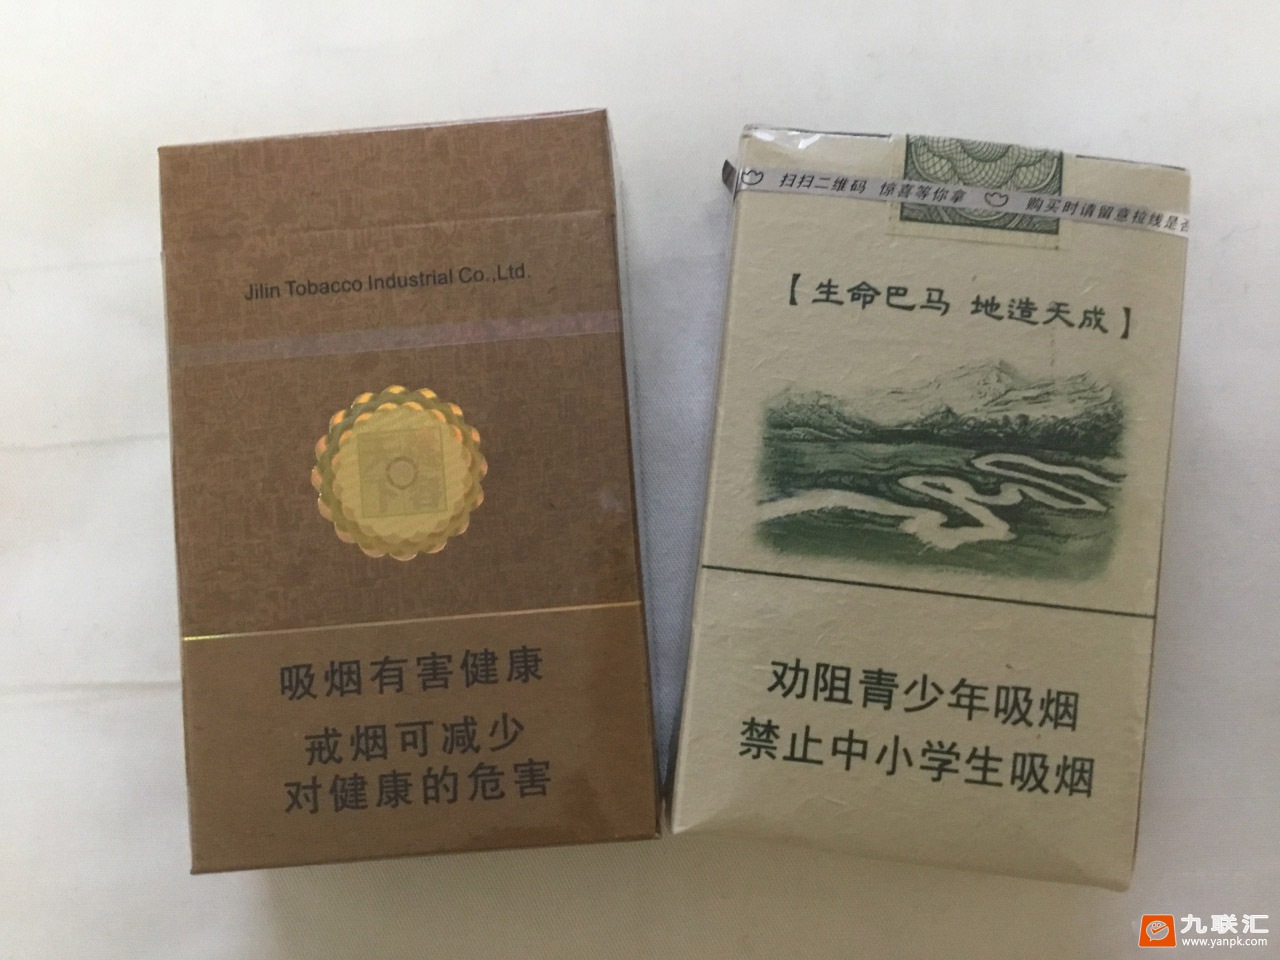 Jilin Tobacco Industrial Co.,Ltd.
吸烟有害健康
戒烟可减少
对健康的危害
扫扫二维码 惊喜等你拿 购买时请留意拉线是否
【生命巴马 地造天成】
劝阻青少年吸烟
禁止中小学生吸烟
九联汇
www.yanpk.com